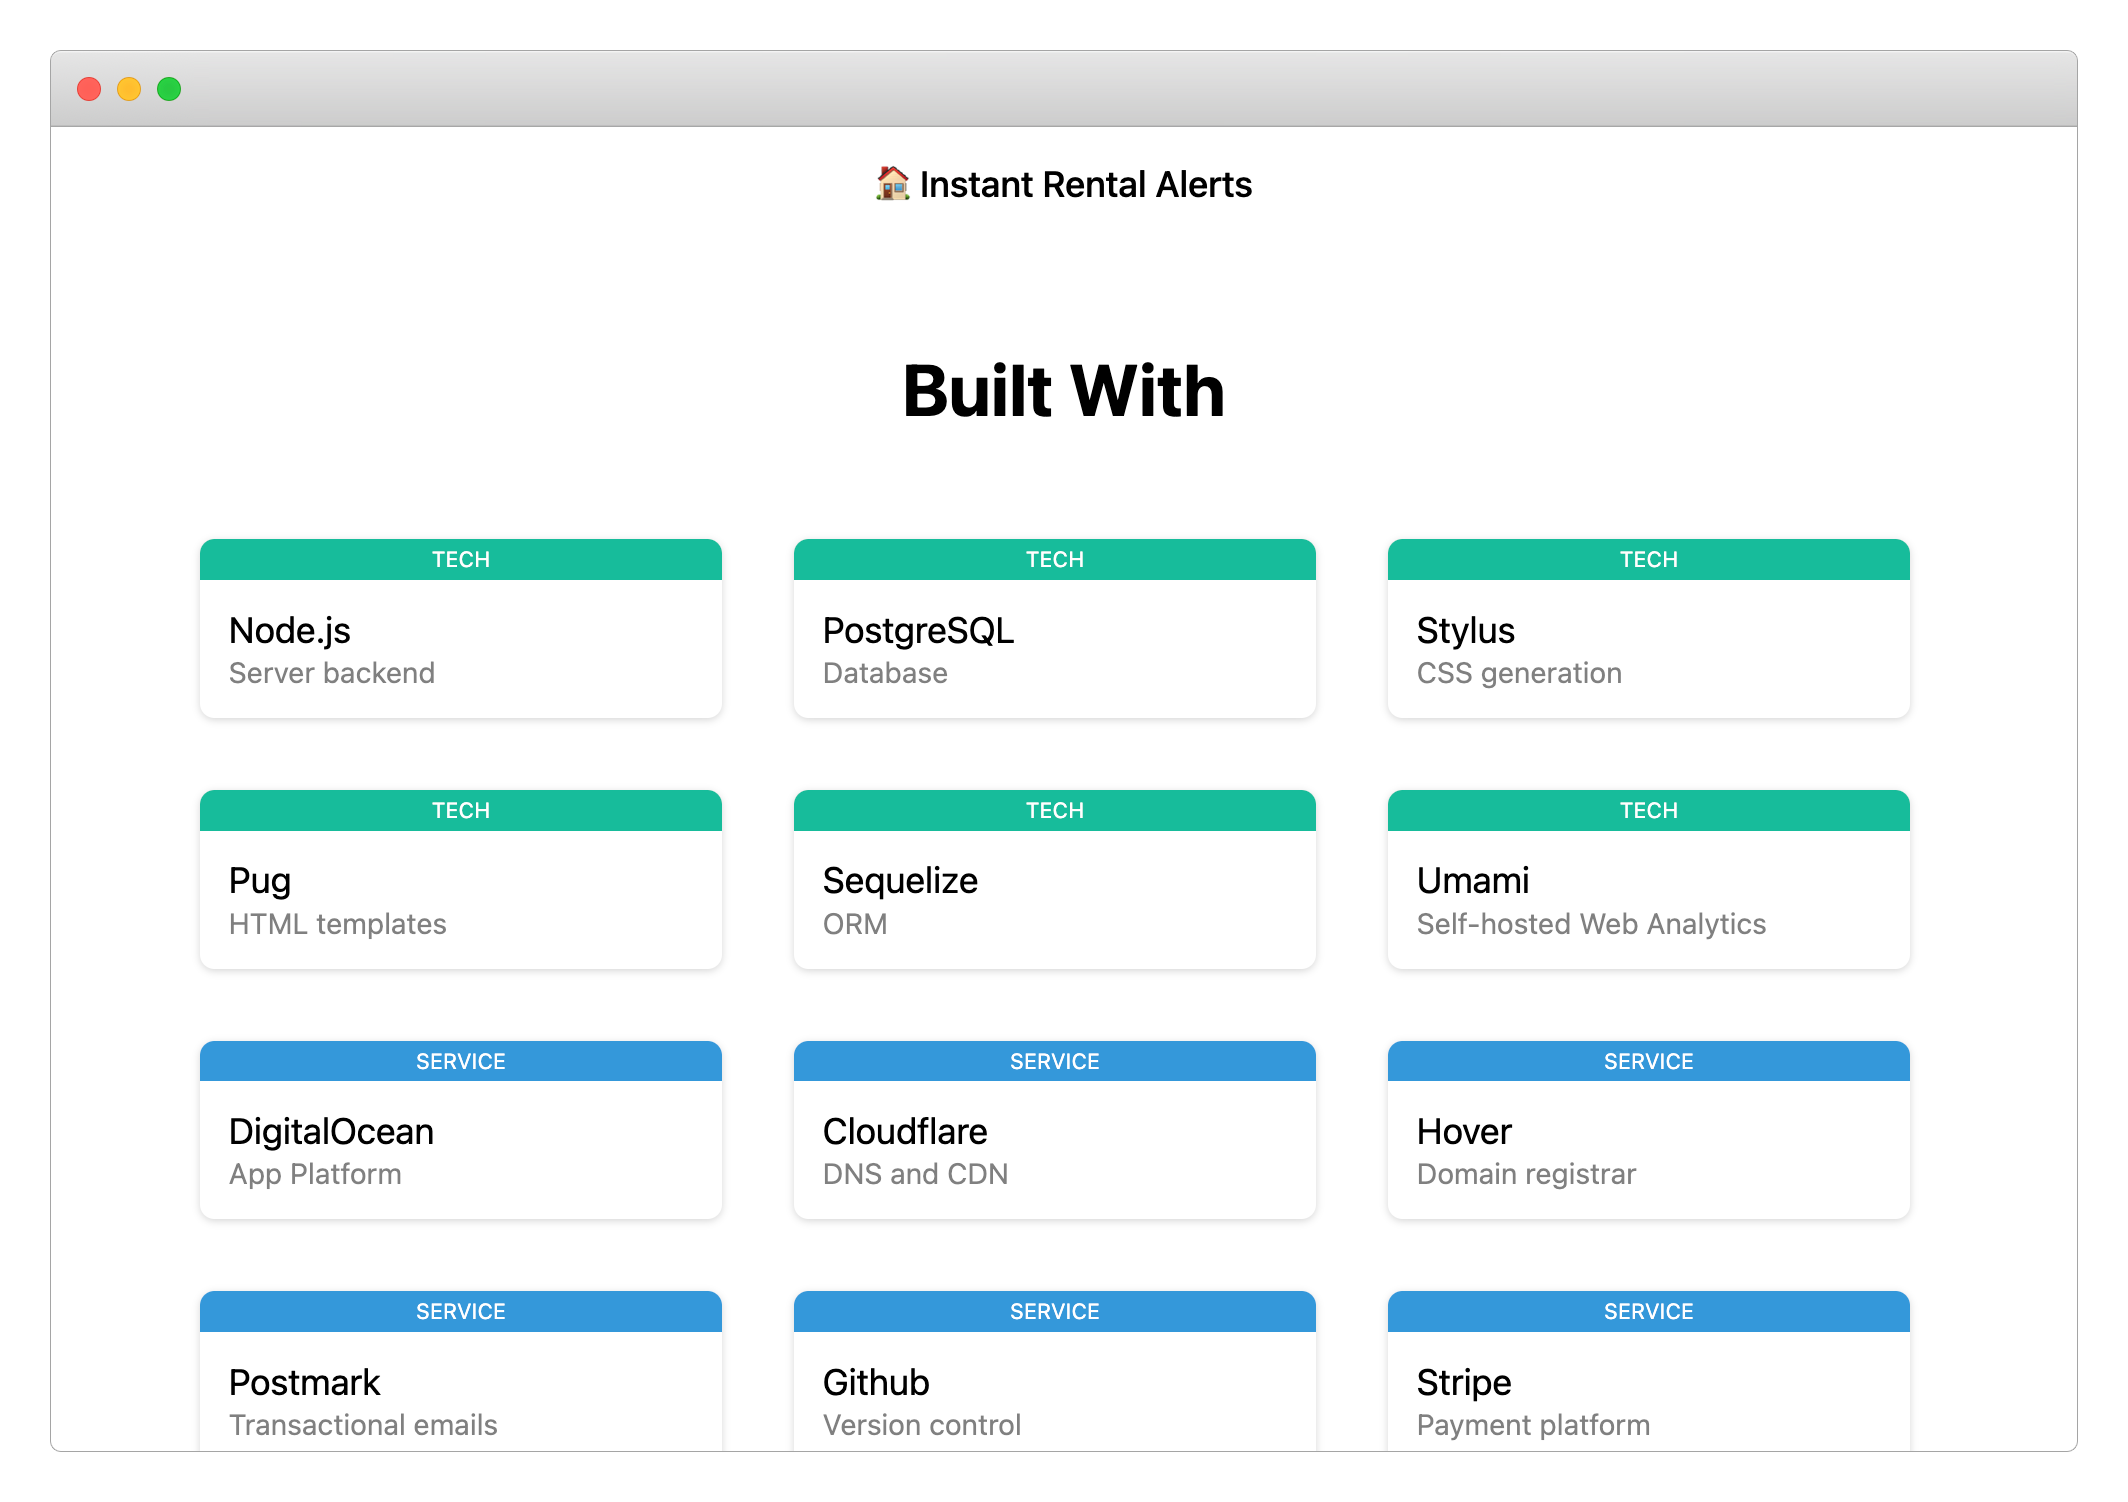 🏠 Instant Rental Alerts
Built With
TECH
Node.js
Server backend
TECH
PostgreSQL
Database
TECH
Stylus
CSS generation
TECH
Pug
HTML templates
TECH
Sequelize
ORM
TECH
Umami
Self-hosted Web Analytics
SERVICE
DigitalOcean
App Platform
SERVICE
Cloudflare
DNS and CDN
SERVICE
Hover
Domain registrar
SERVICE
Postmark
Transactional emails
SERVICE
Github
Version control
SERVICE
Stripe
Payment platform